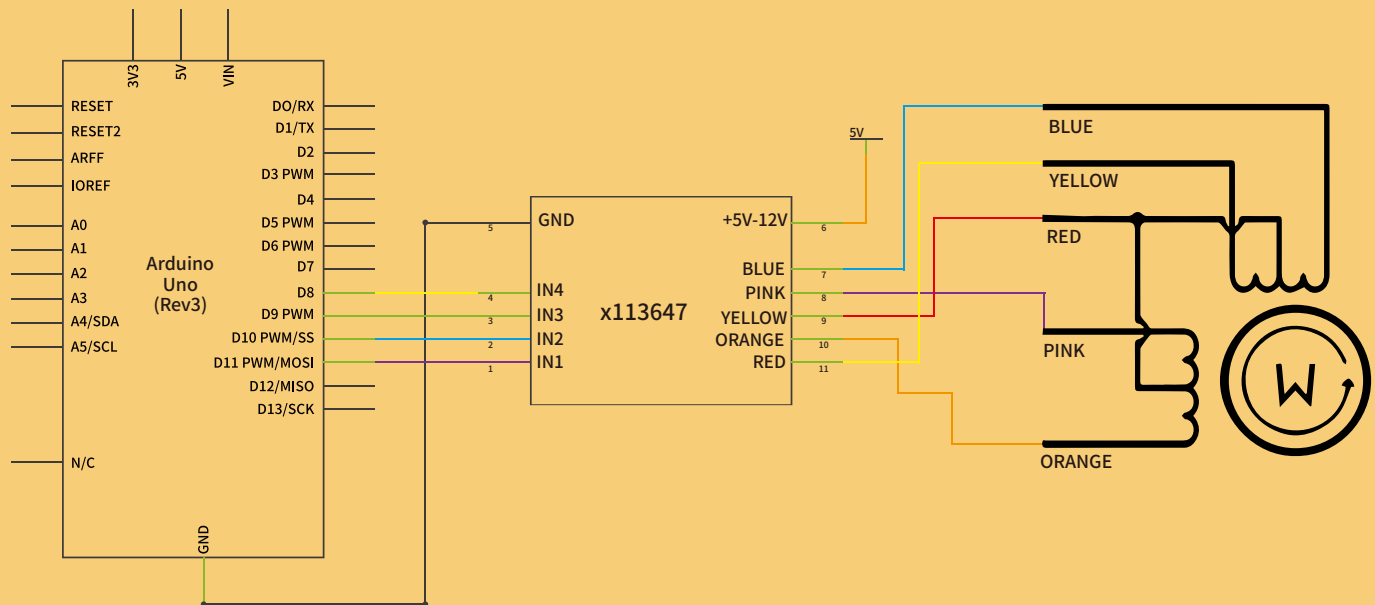 3V3
5V
VIN
RESET
RESET2
ARFF
IOREF
A0
A1
A2
A3
A4/SDA
A5/SCL
N/C
Arduino
Uno
(Rev3)
DO/RX
D1/TX
D2
D3 PWM
D4
D5 PWM
D6 PWM
D7
D8
D9 PWM
D10 PWM/SS
D11 PWM/MOSI
D12/MISO
D13/SCK
GND
5
4
3
2
1
GND
IN4
IN3
IN2
IN1
x113647
+5V-12V
BLUE
PINK
YELLOW
ORANGE
RED
6
7
8
9
10
11
5V
BLUE
YELLOW
RED
PINK
ORANGE
M